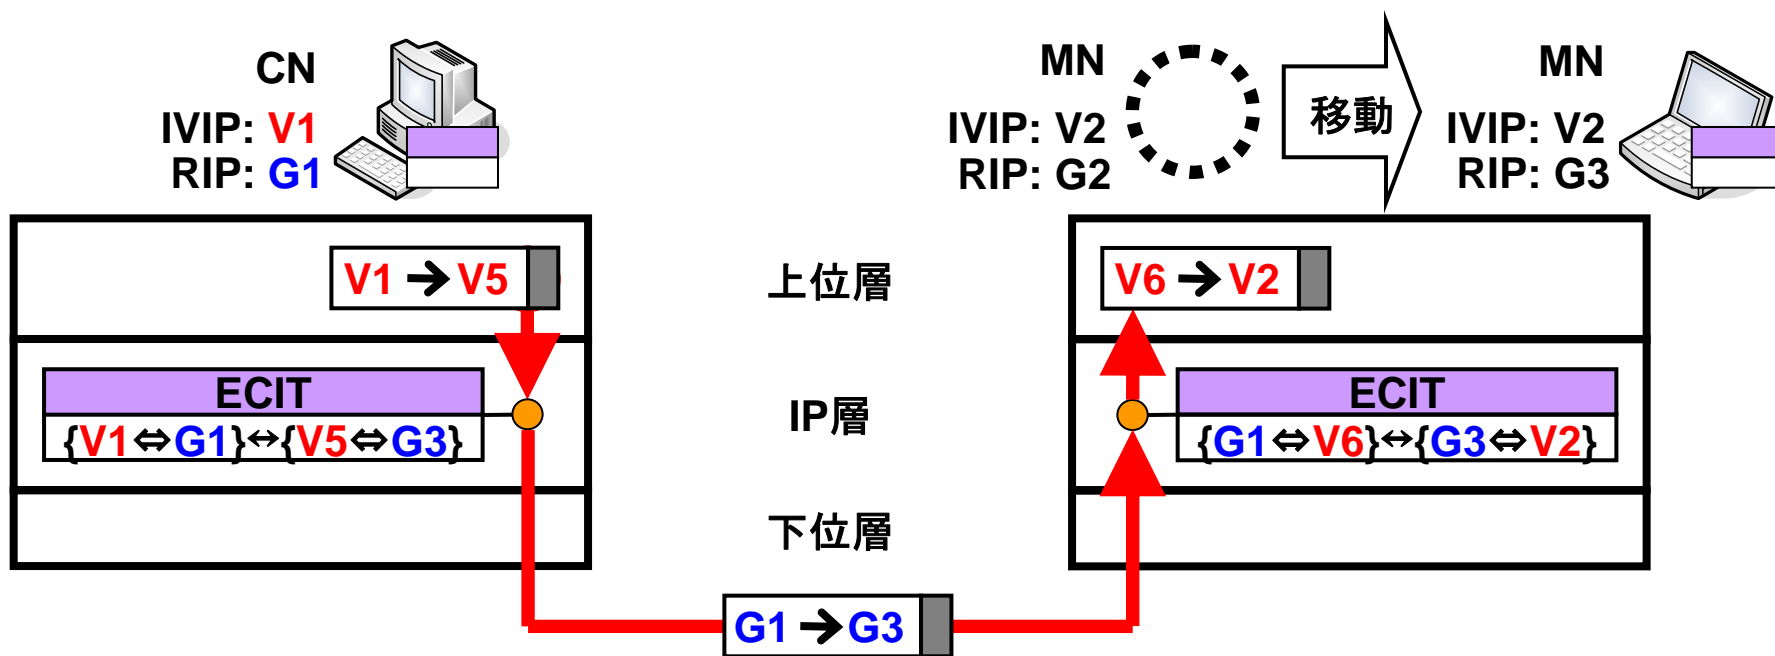 CN
IVIP: V1
RIP: G1
MN
IVIP: V2
RIP: G2
移動
MN
IVIP: V2
RIP: G3
V1 ➔ V5
上位層
V6 ➔ V2
ECIT
{V1⇔G1}↔{V5⇔G3}
IP層
ECIT
{G1⇔V6}↔{G3⇔V2}
下位層
G1 ➔ G3